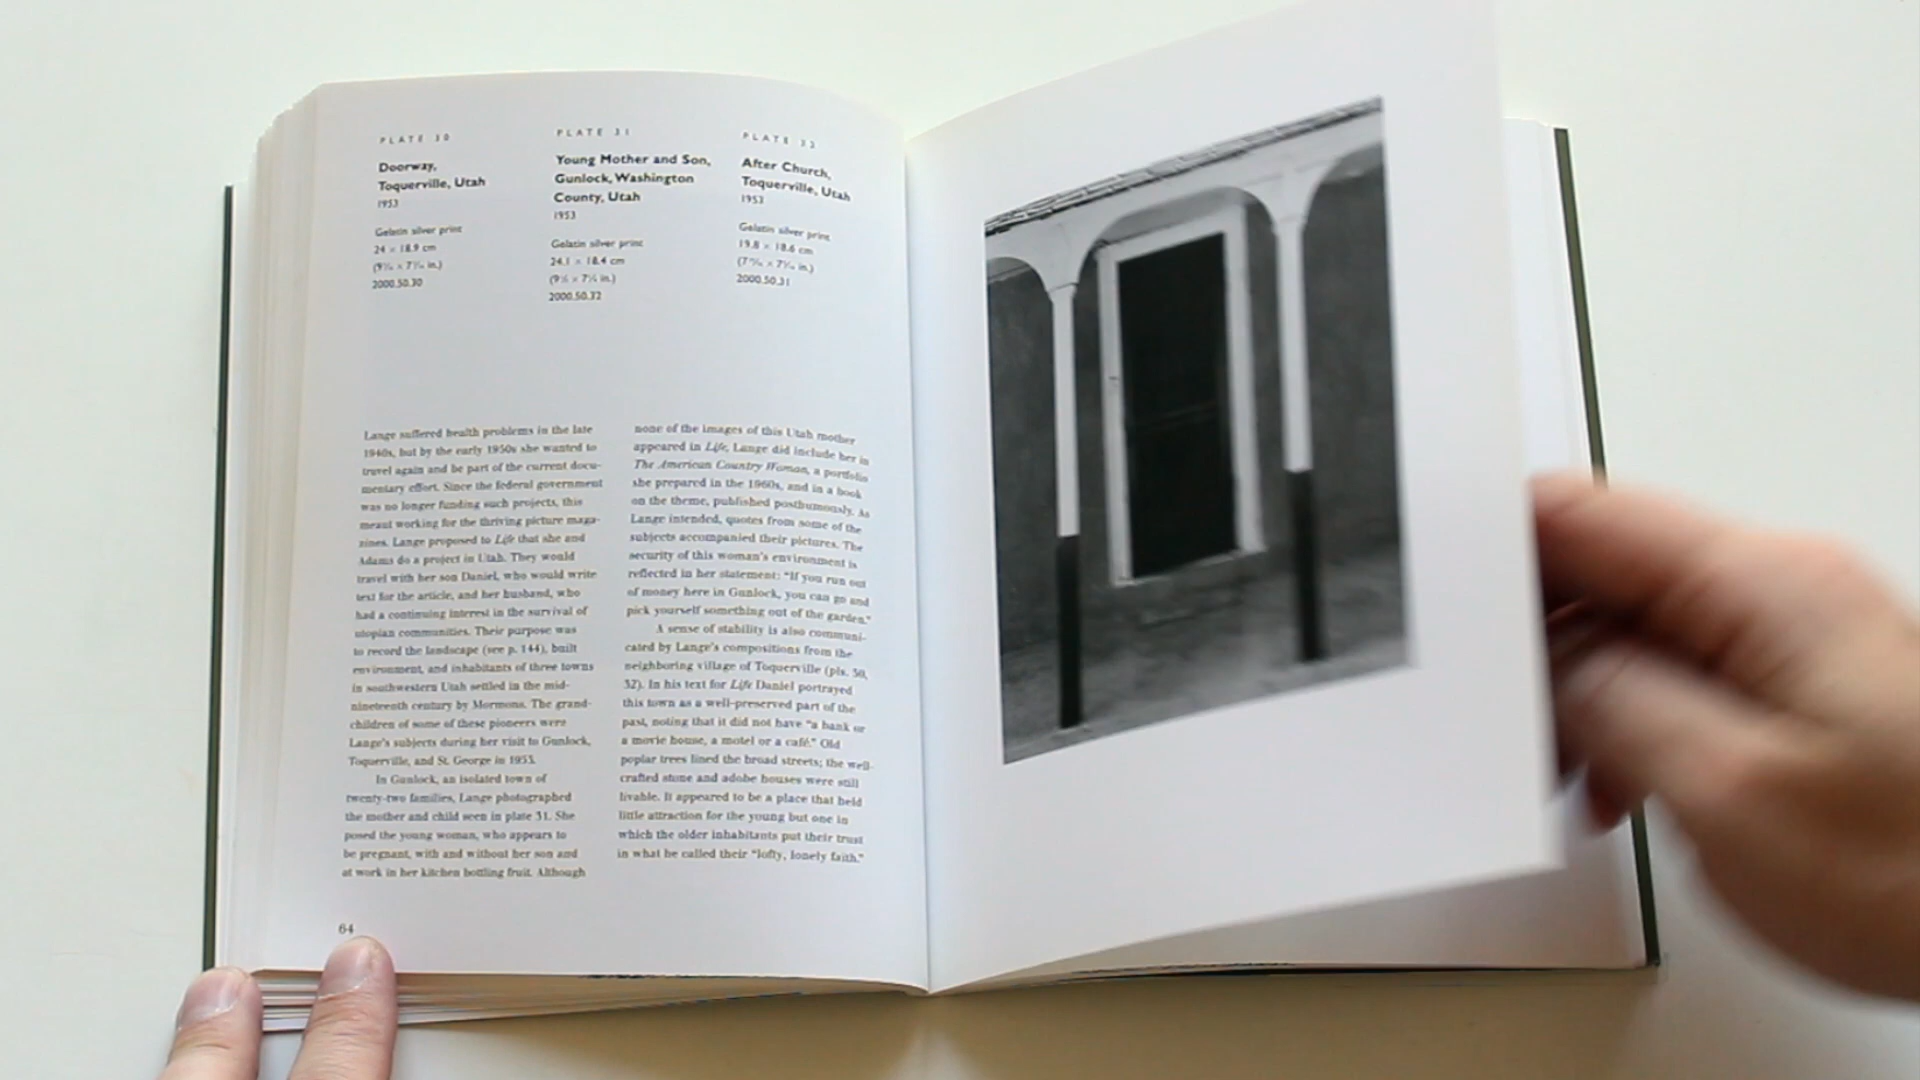 PLATE 30
Doorway,
Toquerville, Utah
1953
Gelatin silver print
24 × 18.9 cm
2000.50.30
PLATE 31
Young Mother and Son,
Gunlock, Washington
County, Utah
1953
Gelatin silver print
24.1 × 18.4 cm
2000.50.32
PLATE 32
After Church,
Toquerville, Utah
1953
Gelatin silver print
19.8 × 18.6 cm
2000.50.31
Lange suffered health problems in the late
1940s, but by the early 1950s she wanted to
travel again and be part of the current docu-
mentary effort. Since the federal government
was no longer funding such projects, this
meant working for the thriving picture maga-
zines. Lange proposed to Life that she and
Adams do a project in Utah. They would
travel with her son Daniel, who would write
text for the article, and her husband, who
had a continuing interest in the survival of
utopian communities. Their purpose was
to record the landscape (see p. 144), built
environment, and inhabitants of three towns
in southwestern Utah settled in the mid-
nineteenth century by Mormons. The grand-
children of some of these pioneers were
Lange's subjects during her visit to Gunlock,
Toquerville, and St. George in 1953.
In Gunlock, an isolated town of
twenty-two families, Lange photographed
the mother and child seen in plate 31. She
posed the young woman, who appears to
be pregnant, with and without her son and
at work in her kitchen bottling fruit. Although
none of the images of this Utah mother
appeared in Life, Lange did include her in
The American Country Woman, a portfolio
she prepared in the 1960s, and in a book
on the theme, published posthumously. As
Lange intended, quotes from some of the
subjects accompanied their pictures. The
security of this woman's environment is
reflected in her statement: "If you run out
of money here in Gunlock, you can go and
pick yourself something out of the garden."
A sense of stability is also communi-
cated by Lange's compositions from the
neighboring village of Toquerville (pls. 30,
32). In his text for Life Daniel portrayed
this town as a well-preserved part of the
past, noting that it did not have "a bank or
a movie house, a motel or a café." Old
poplar trees lined the broad streets; the well-
crafted stone and adobe houses were still
livable. It appeared to be a place that held
little attraction for the young but one in
which the older inhabitants put their trust
in what he called their "lofty, lonely faith."
64